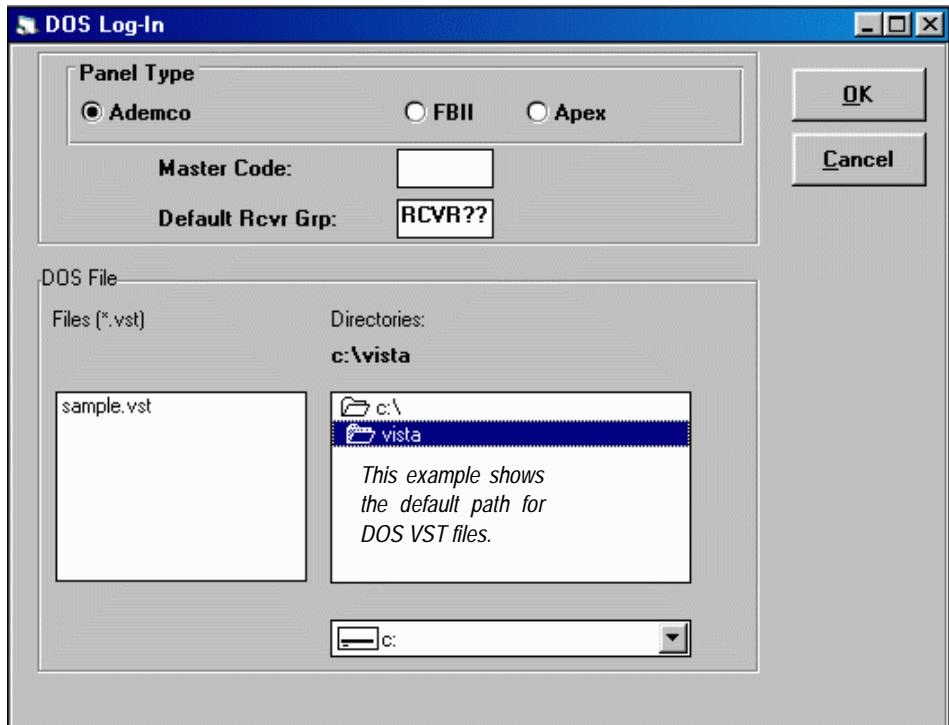 DOS Log-In
Panel Type
Ademco FBII Apex
OK
Master Code:
Cancel
Default Rcvr Grp: RCVR??
DOS File
Files (*.vst) Directories:
c:\vista
sample.vst
c:\
vista
This example shows
the default path for
DOS VST files.
c: